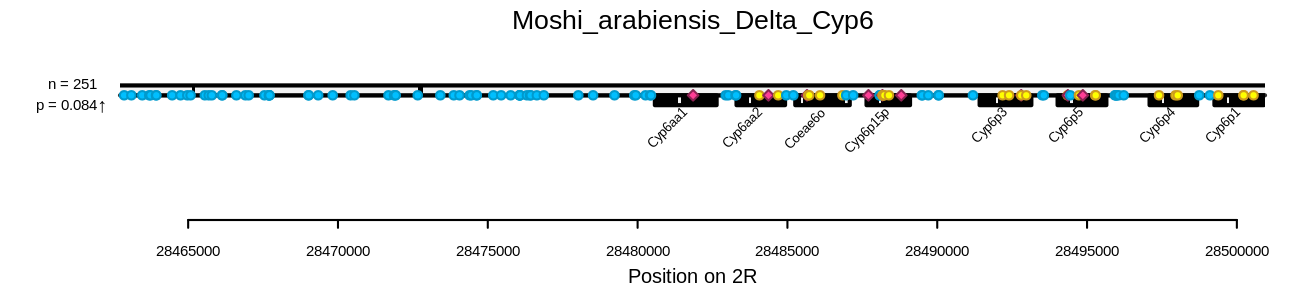 Moshi_arabiensis_Delta_Cyp6
n = 251
p = 0.084↑
Cyp6aa1
Cyp6aa2
Coeae6o
Cyp6p15p
Cyp6p3
Cyp6p5
Cyp6p4
Cyp6p1
28465000 28470000 28475000 28480000 28485000 28490000 28495000 28500000
Position on 2R